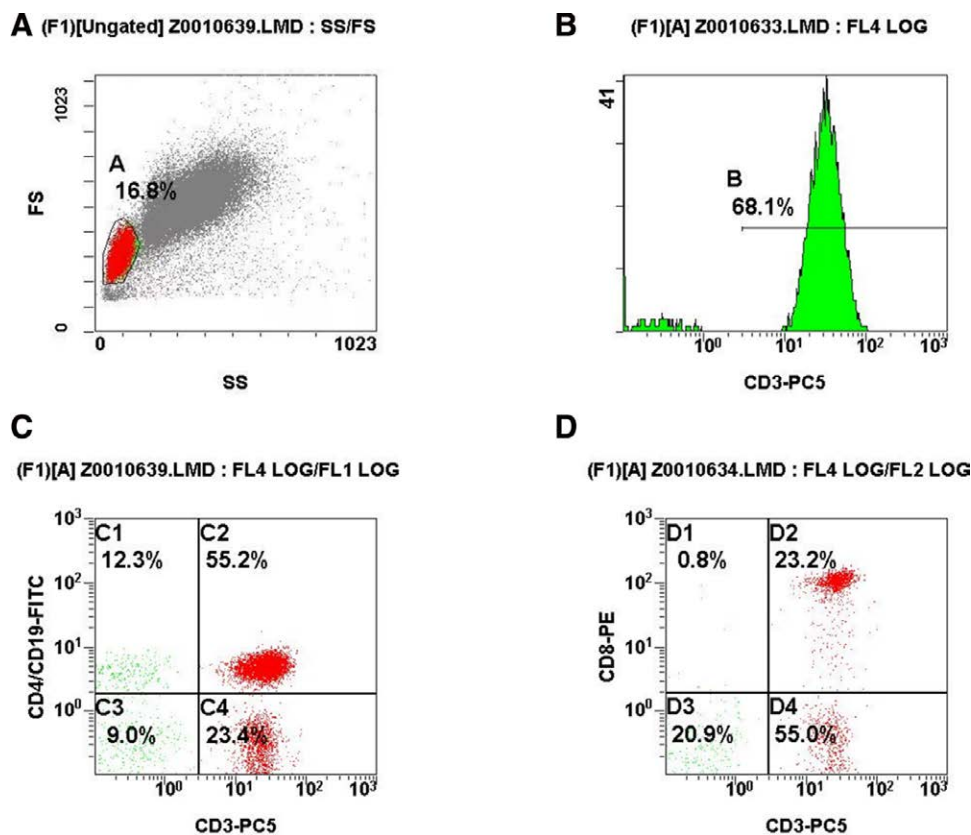 A (F1)[Ungated] Z0010639.LMD : SS/FS
1023
FS
0
A
16.8%
0 1023
SS
B (F1)[A] Z0010633.LMD : FL4 LOG
41
B
68.1%
10⁰ 10¹ 10² 10³
CD3-PC5
C
(F1)[A] Z0010639.LMD : FL4 LOG/FL1 LOG
CD4/CD19-FITC
10³
10²
10¹
10⁰
C1 C2
12.3% 55.2%
C3 C4
9.0% 23.4%
10⁰ 10¹ 10² 10³
CD3-PC5
D
(F1)[A] Z0010634.LMD : FL4 LOG/FL2 LOG
CD8-PE
10³
10²
10¹
10⁰
D1 D2
0.8% 23.2%
D3 D4
20.9% 55.0%
10⁰ 10¹ 10² 10³
CD3-PC5